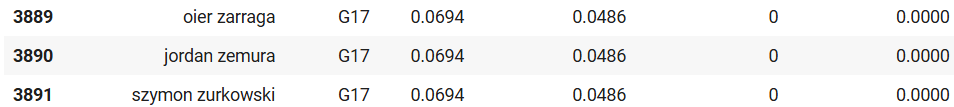 3889 oier zarraga G17 0.0694 0.0486 0 0.0000
3890 jordan zemura G17 0.0694 0.0486 0 0.0000
3891 szymon zurkowski G17 0.0694 0.0486 0 0.0000